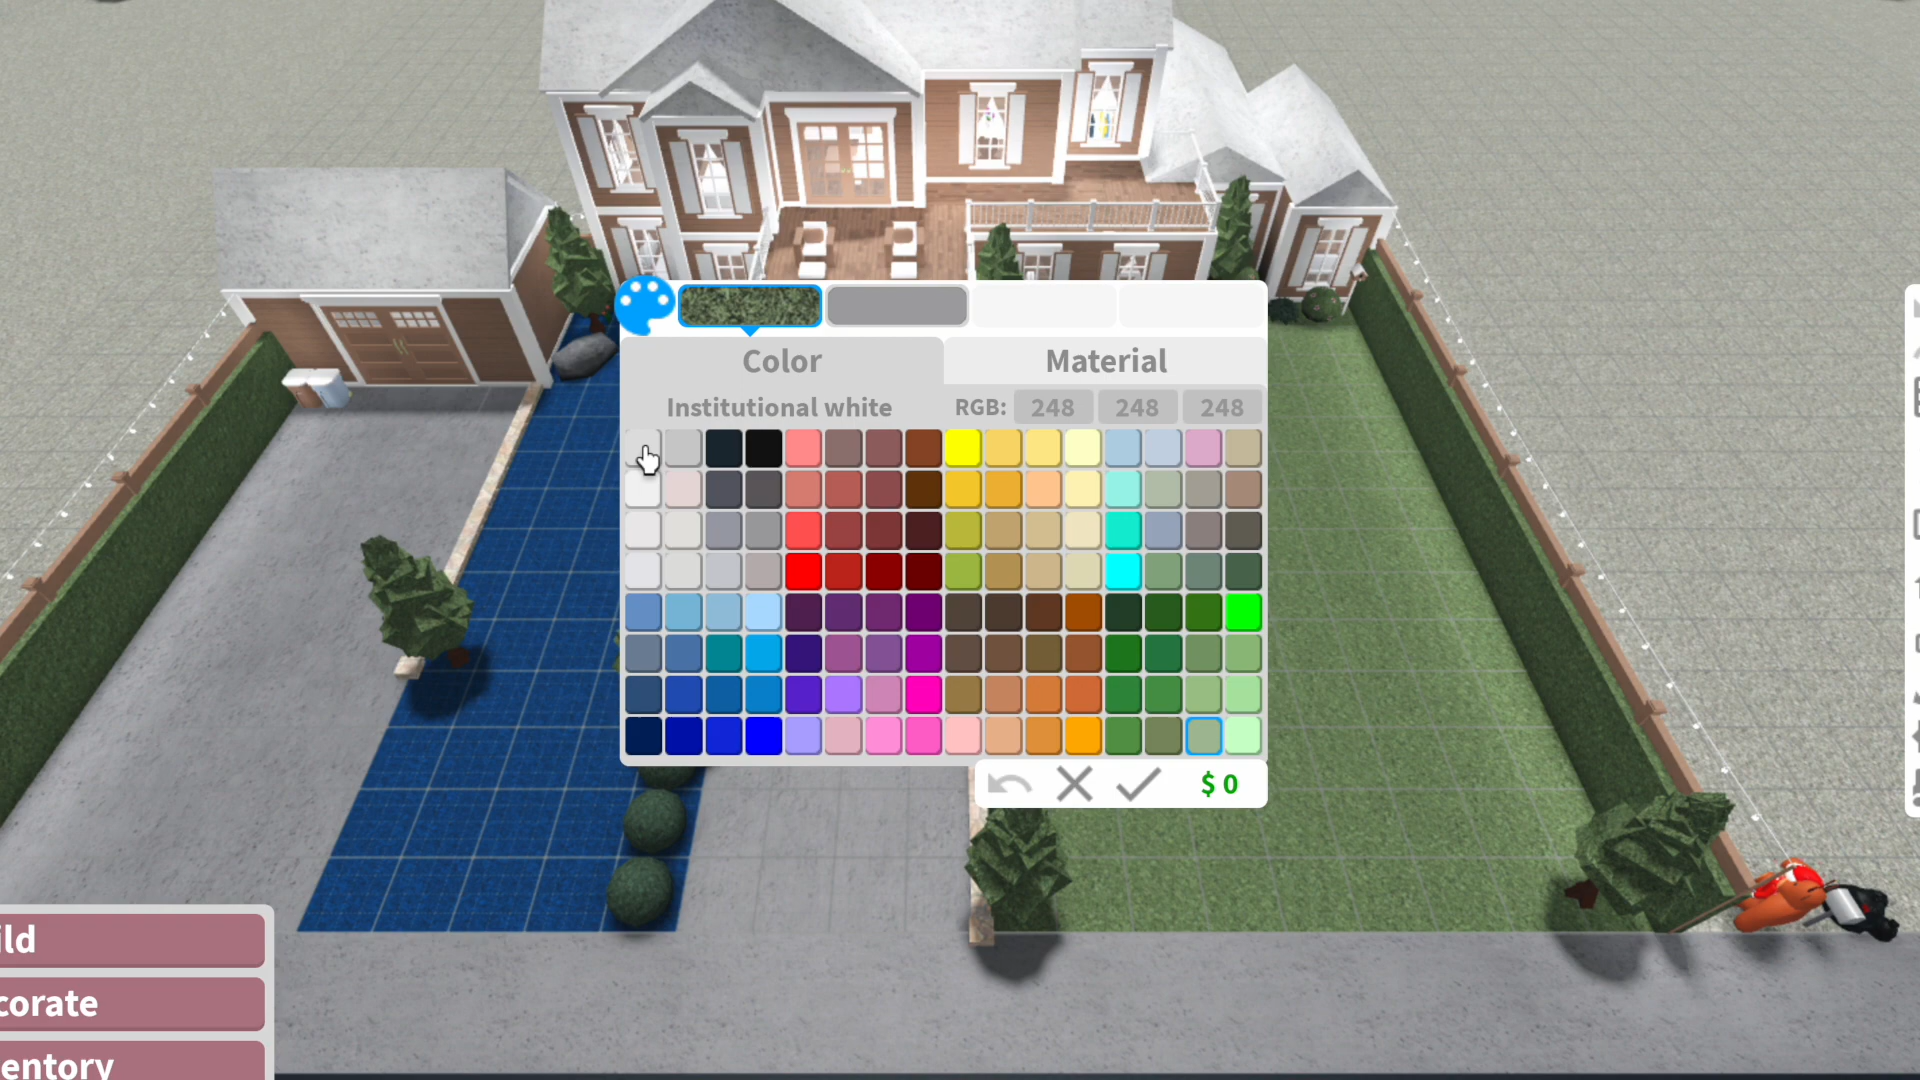 Color
Material
Institutional white
RGB: 248 248 248
$ 0
ild
corate
entory